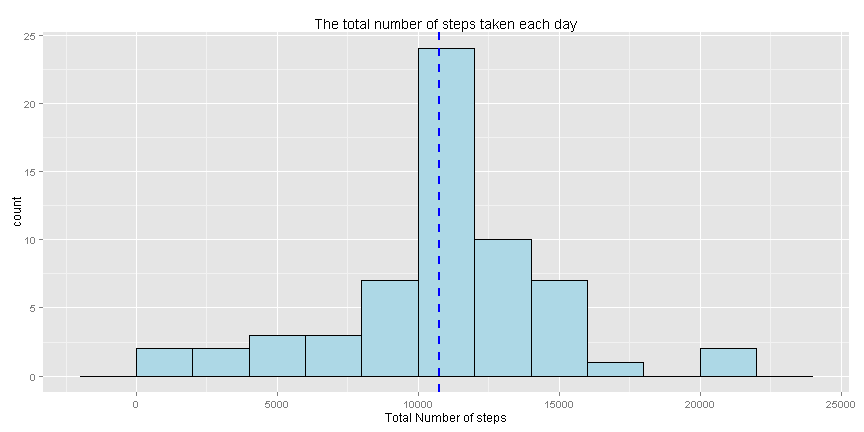 The total number of steps taken each day
25
20
15
10
5
0
count
0 5000 10000 15000 20000 25000
Total Number of steps